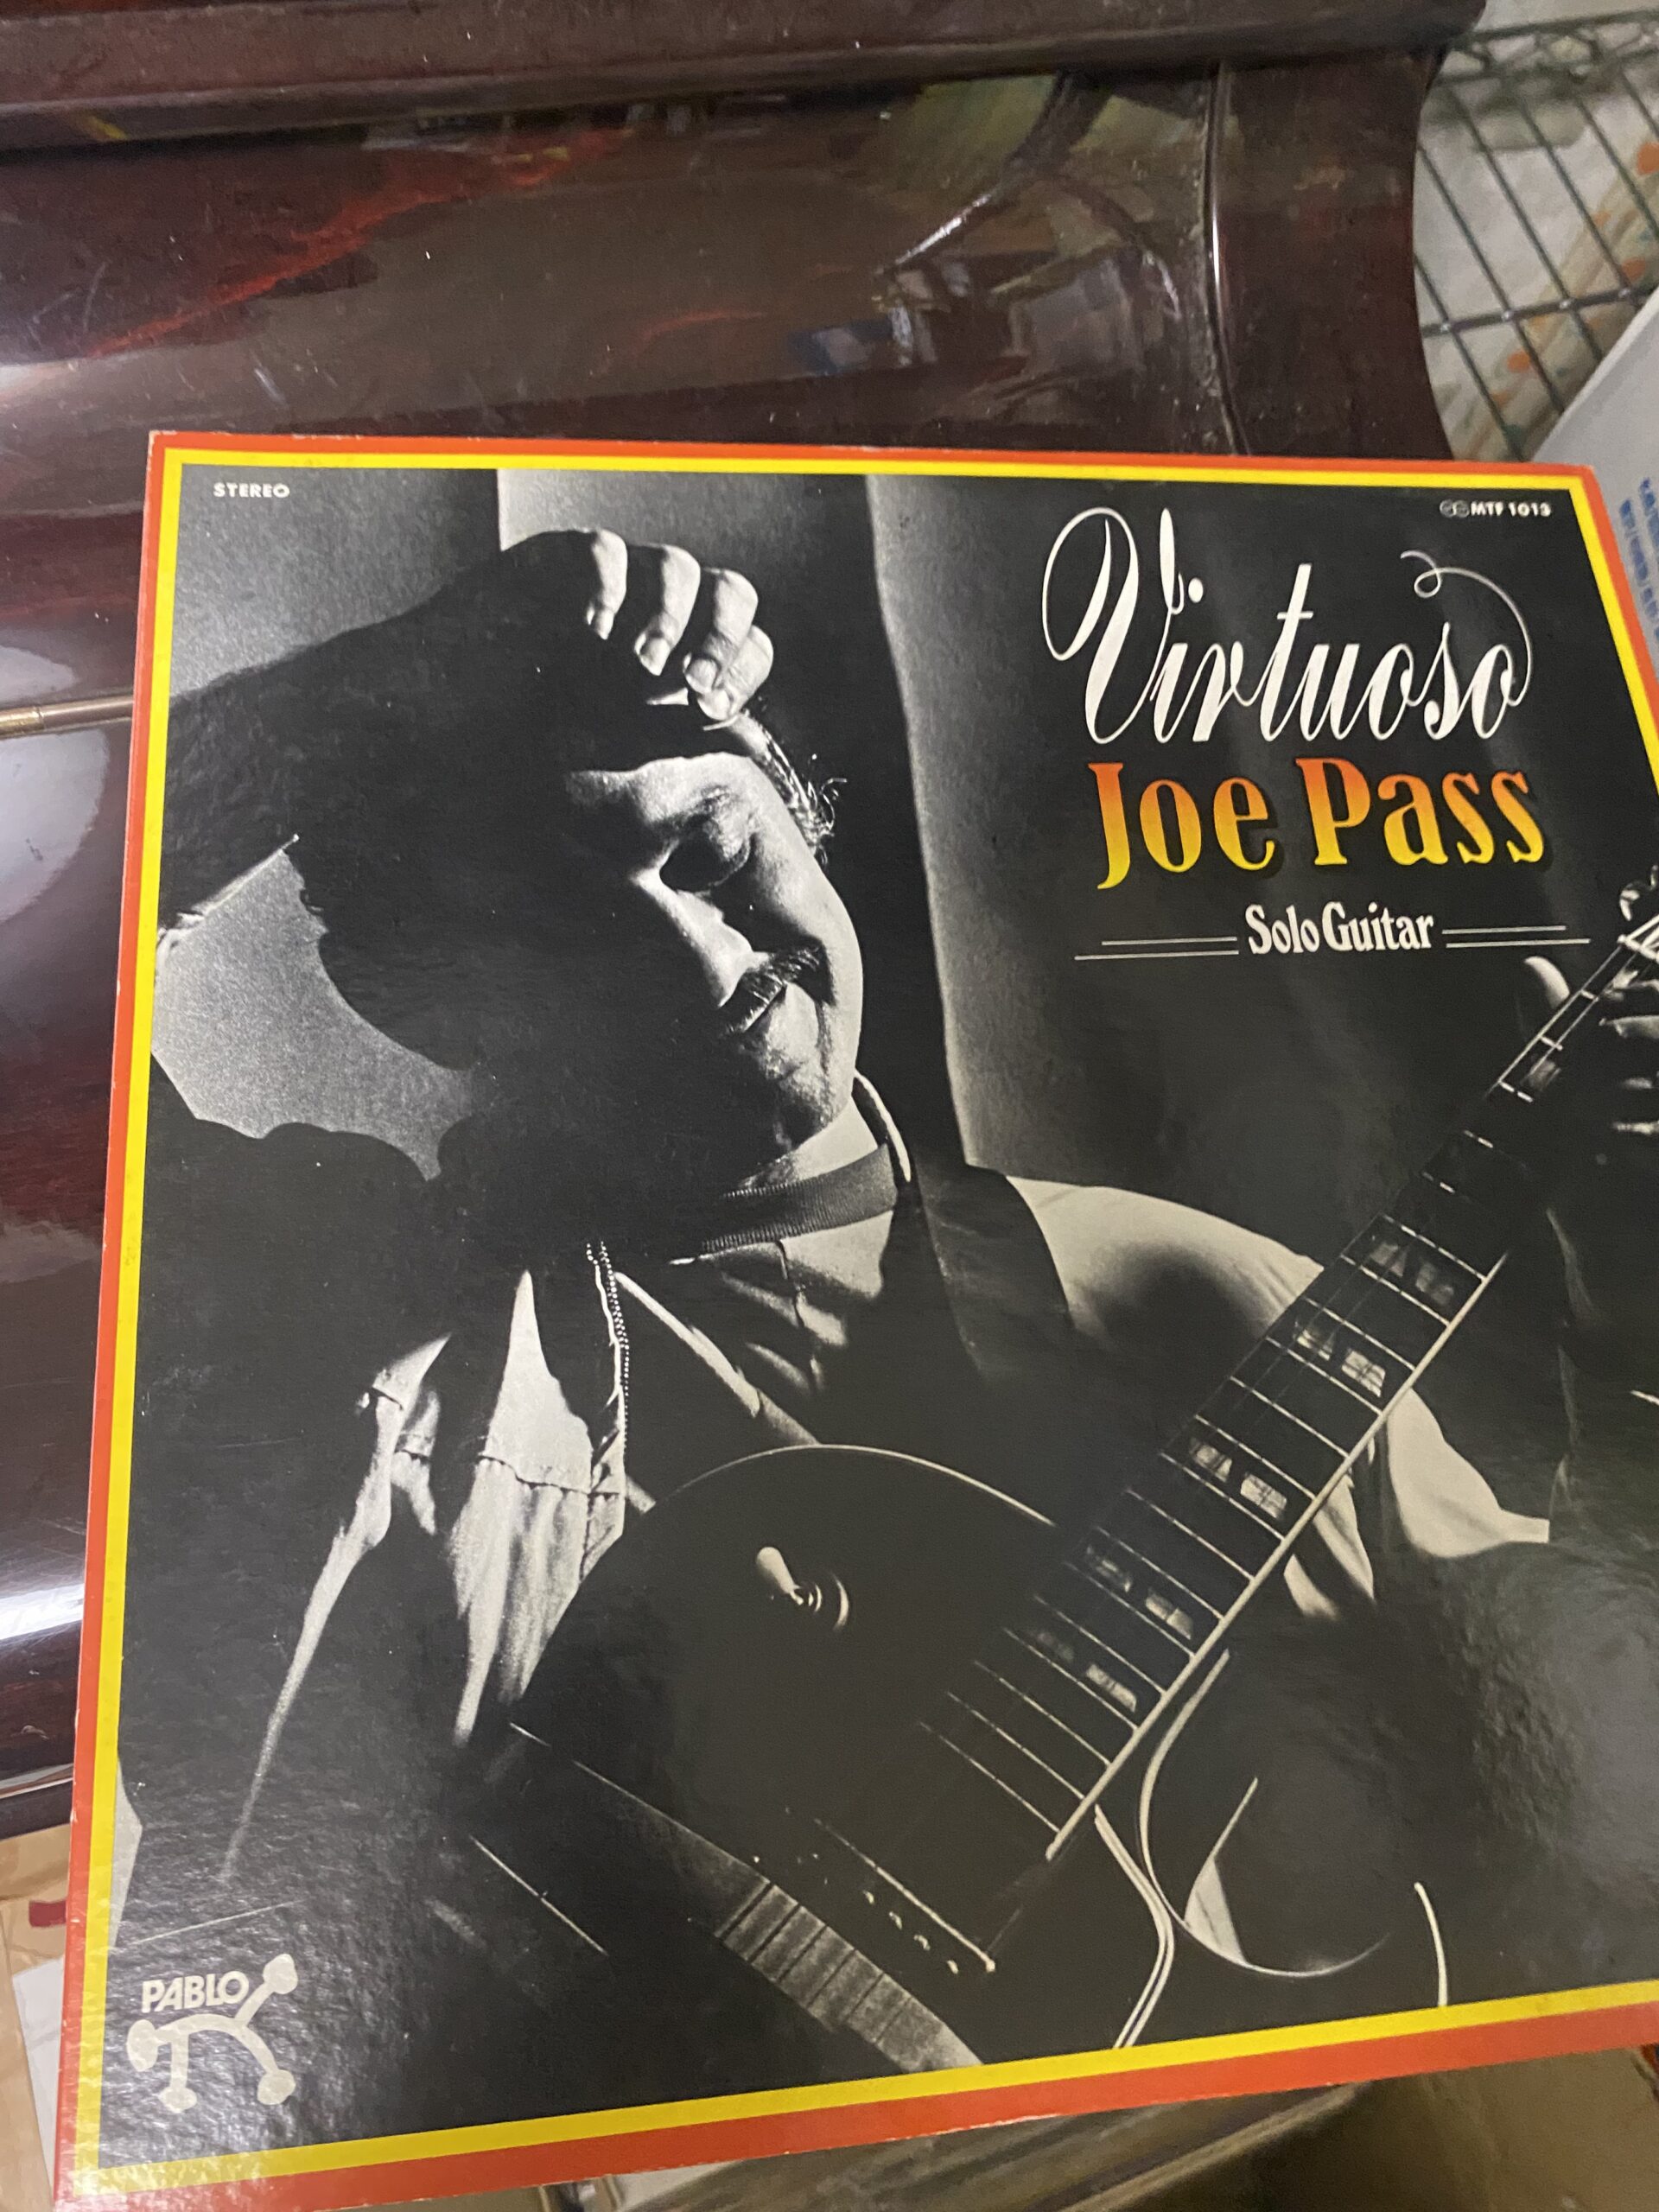 STEREO
MTF 1013
Virtuoso
Joe Pass
Solo Guitar
PABLO